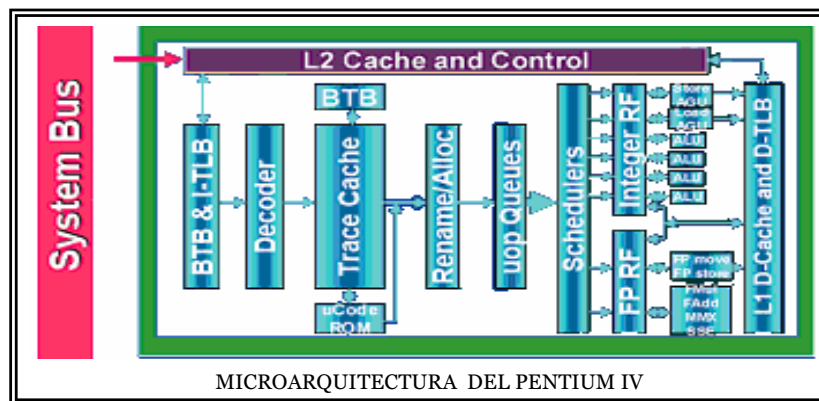 System Bus
L2 Cache and Control
BTB & I-TLB
Decoder
BTB
Trace Cache
uCode
ROM
Rename/Alloc
uop Queues
Schedulers
Integer RF
FP RF
Store
AGU
Load
AGU
ALU
ALU
ALU
ALU
FP move
FP store
FMul
FAdd
MMX
SSE
L1 D-Cache and D-TLB
MICROARQUITECTURA DEL PENTIUM IV